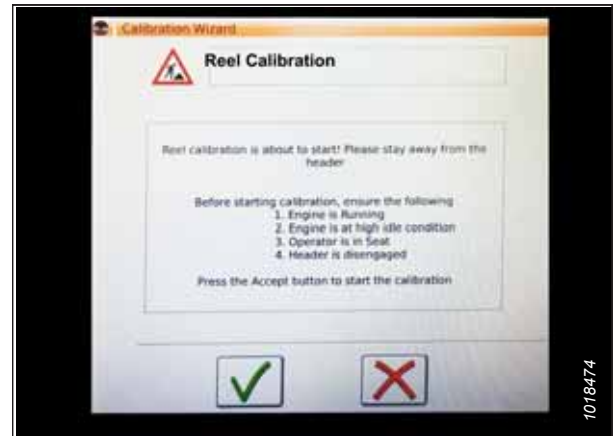 Calibration Wizard
Reel Calibration
Reel calibration is about to start! Please stay away from the
header
Before starting calibration, ensure the following
1. Engine is Running
2. Engine is at high idle condition
3. Operator is in Seat
4. Header is disengaged
Press the Accept button to start the calibration
1018474